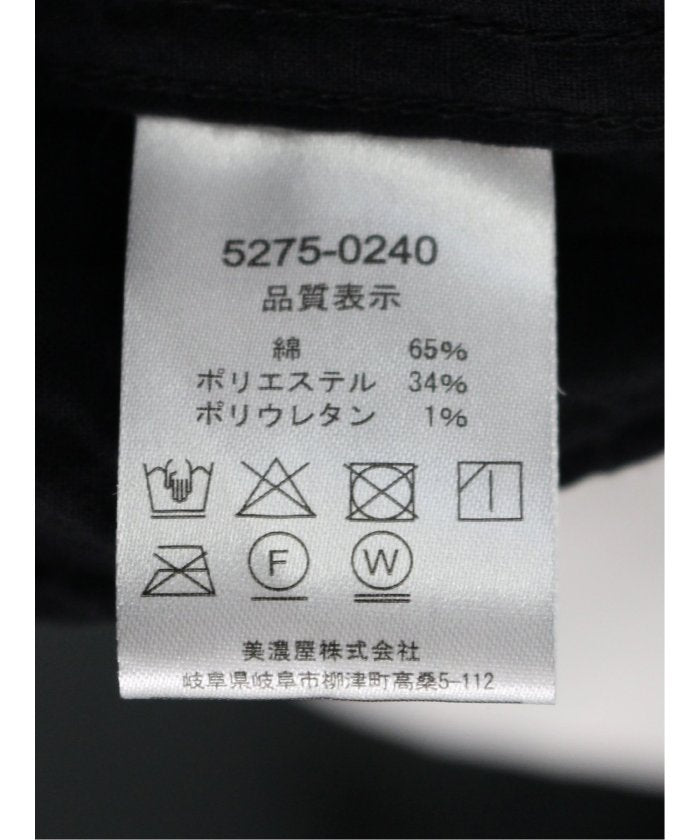 5275-0240
品質表示
綿 65%
ポリエステル 34%
ポリウレタン 1%
F W
美濃屋株式会社
岐阜県岐阜市柳津町高桑5-112